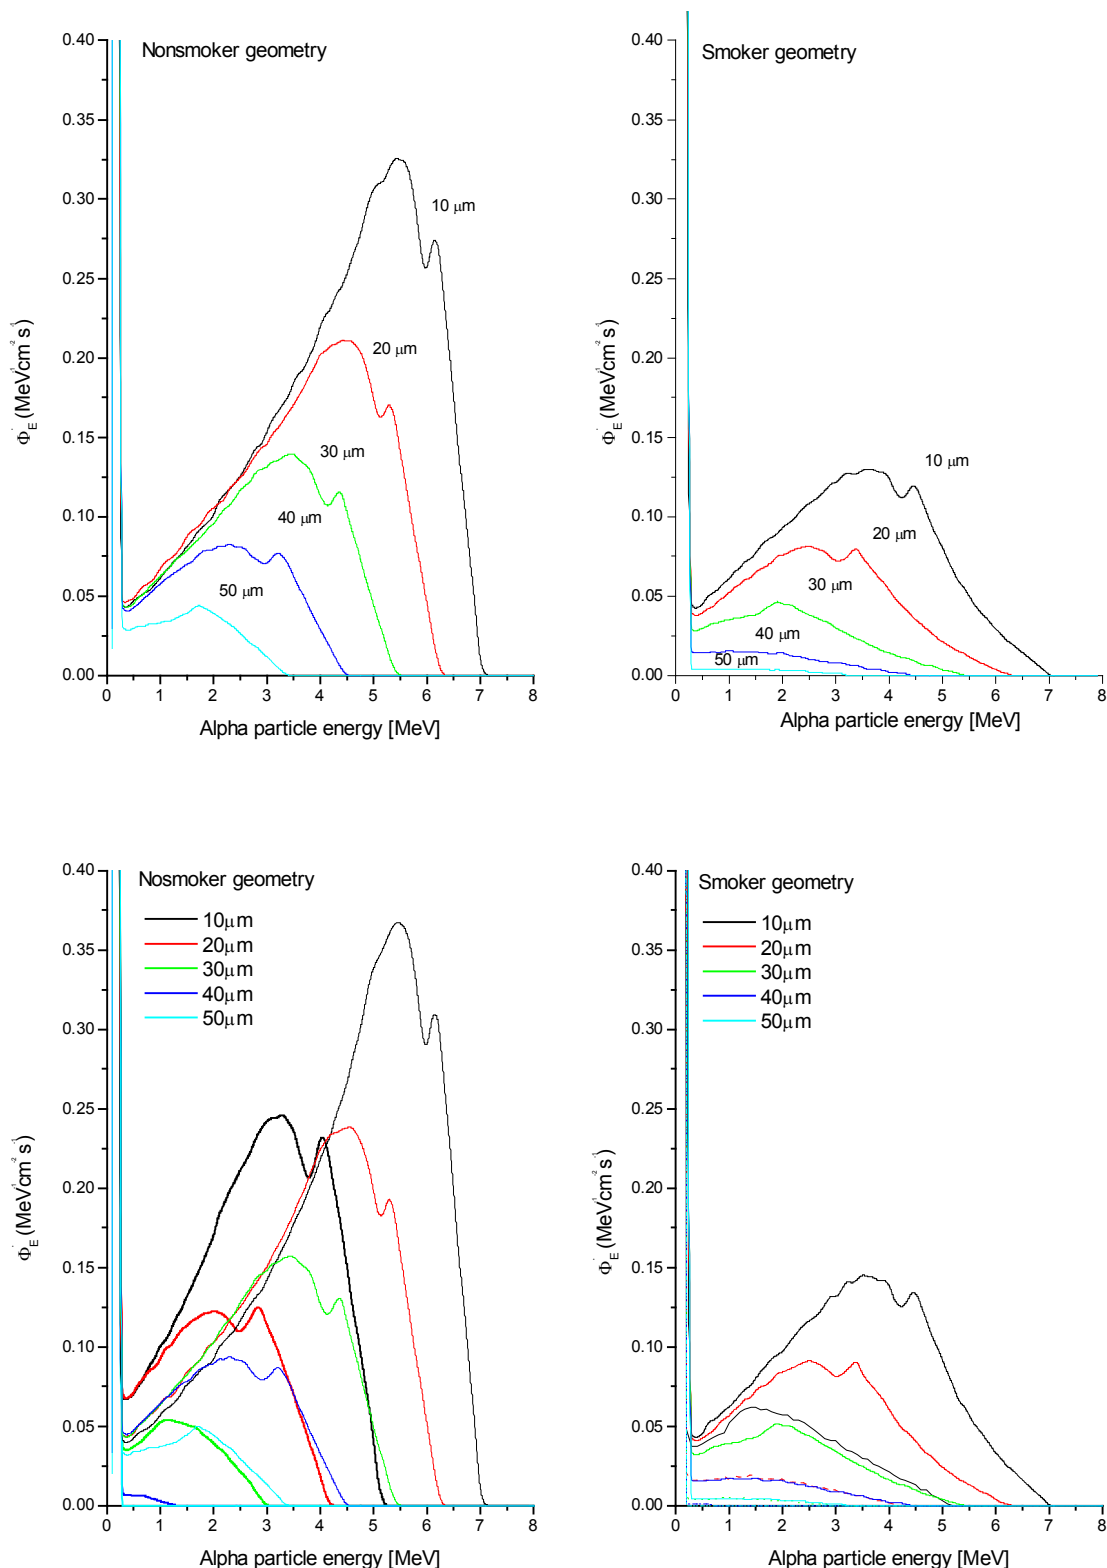 Nonsmoker geometry
0.40
0.35
0.30
0.25
0.20
0.15
0.10
0.05
0.00
10 μm
20 μm
30 μm
40 μm
50 μm
0 1 2 3 4 5 6 7 8
Alpha particle energy [MeV]
Φ˙E (MeV-1cm-2 s-1)
Smoker geometry
0.40
0.35
0.30
0.25
0.20
0.15
0.10
0.05
0.00
10 μm
20 μm
30 μm
40 μm
50 μm
0 1 2 3 4 5 6 7 8
Alpha particle energy [MeV]
Φ˙E (MeV-1cm-2 s-1)
Nosmoker geometry
0.40
0.35
0.30
0.25
0.20
0.15
0.10
0.05
0.00
10μm
20μm
30μm
40μm
50μm
0 1 2 3 4 5 6 7 8
Alpha particle energy [MeV]
Φ˙E (MeV-1cm-2 s-1)
Smoker geometry
0.40
0.35
0.30
0.25
0.20
0.15
0.10
0.05
0.00
10μm
20μm
30μm
40μm
50μm
0 1 2 3 4 5 6 7 8
Alpha particle energy [MeV]
Φ˙E (MeV-1cm-2 s-1)